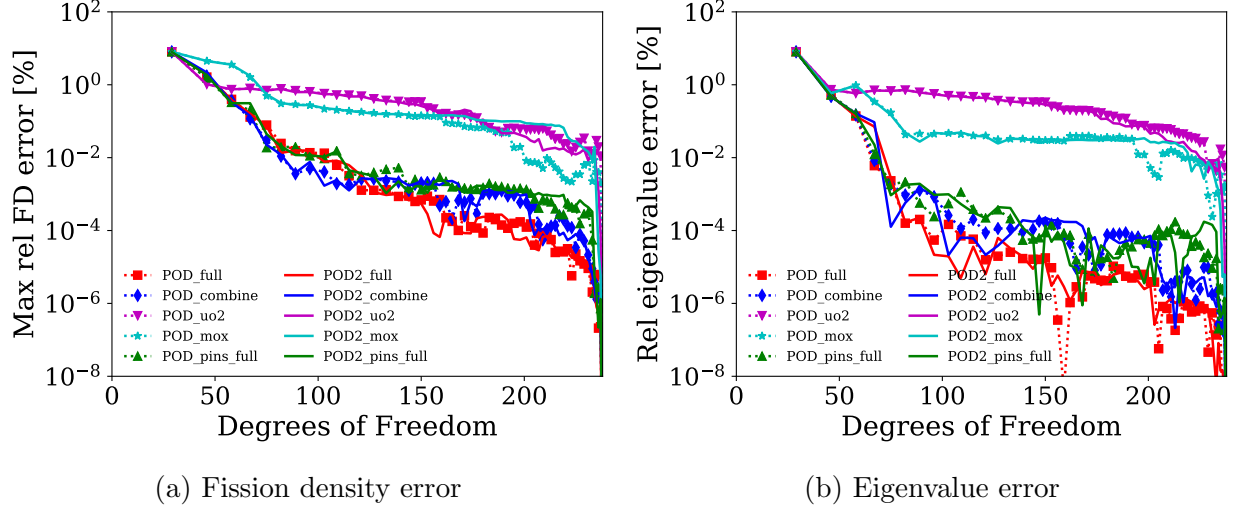 10^2
10^0
10^-2
10^-4
10^-6
10^-8
Max rel FD error [%]
POD_full
POD_combine
POD_uo2
POD_mox
POD_pins_full
POD2_full
POD2_combine
POD2_uo2
POD2_mox
POD2_pins_full
0 50 100 150 200
Degrees of Freedom
(a) Fission density error
10^2
10^0
10^-2
10^-4
10^-6
10^-8
Rel eigenvalue error [%]
POD_full
POD_combine
POD_uo2
POD_mox
POD_pins_full
POD2_full
POD2_combine
POD2_uo2
POD2_mox
POD2_pins_full
0 50 100 150 200
Degrees of Freedom
(b) Eigenvalue error